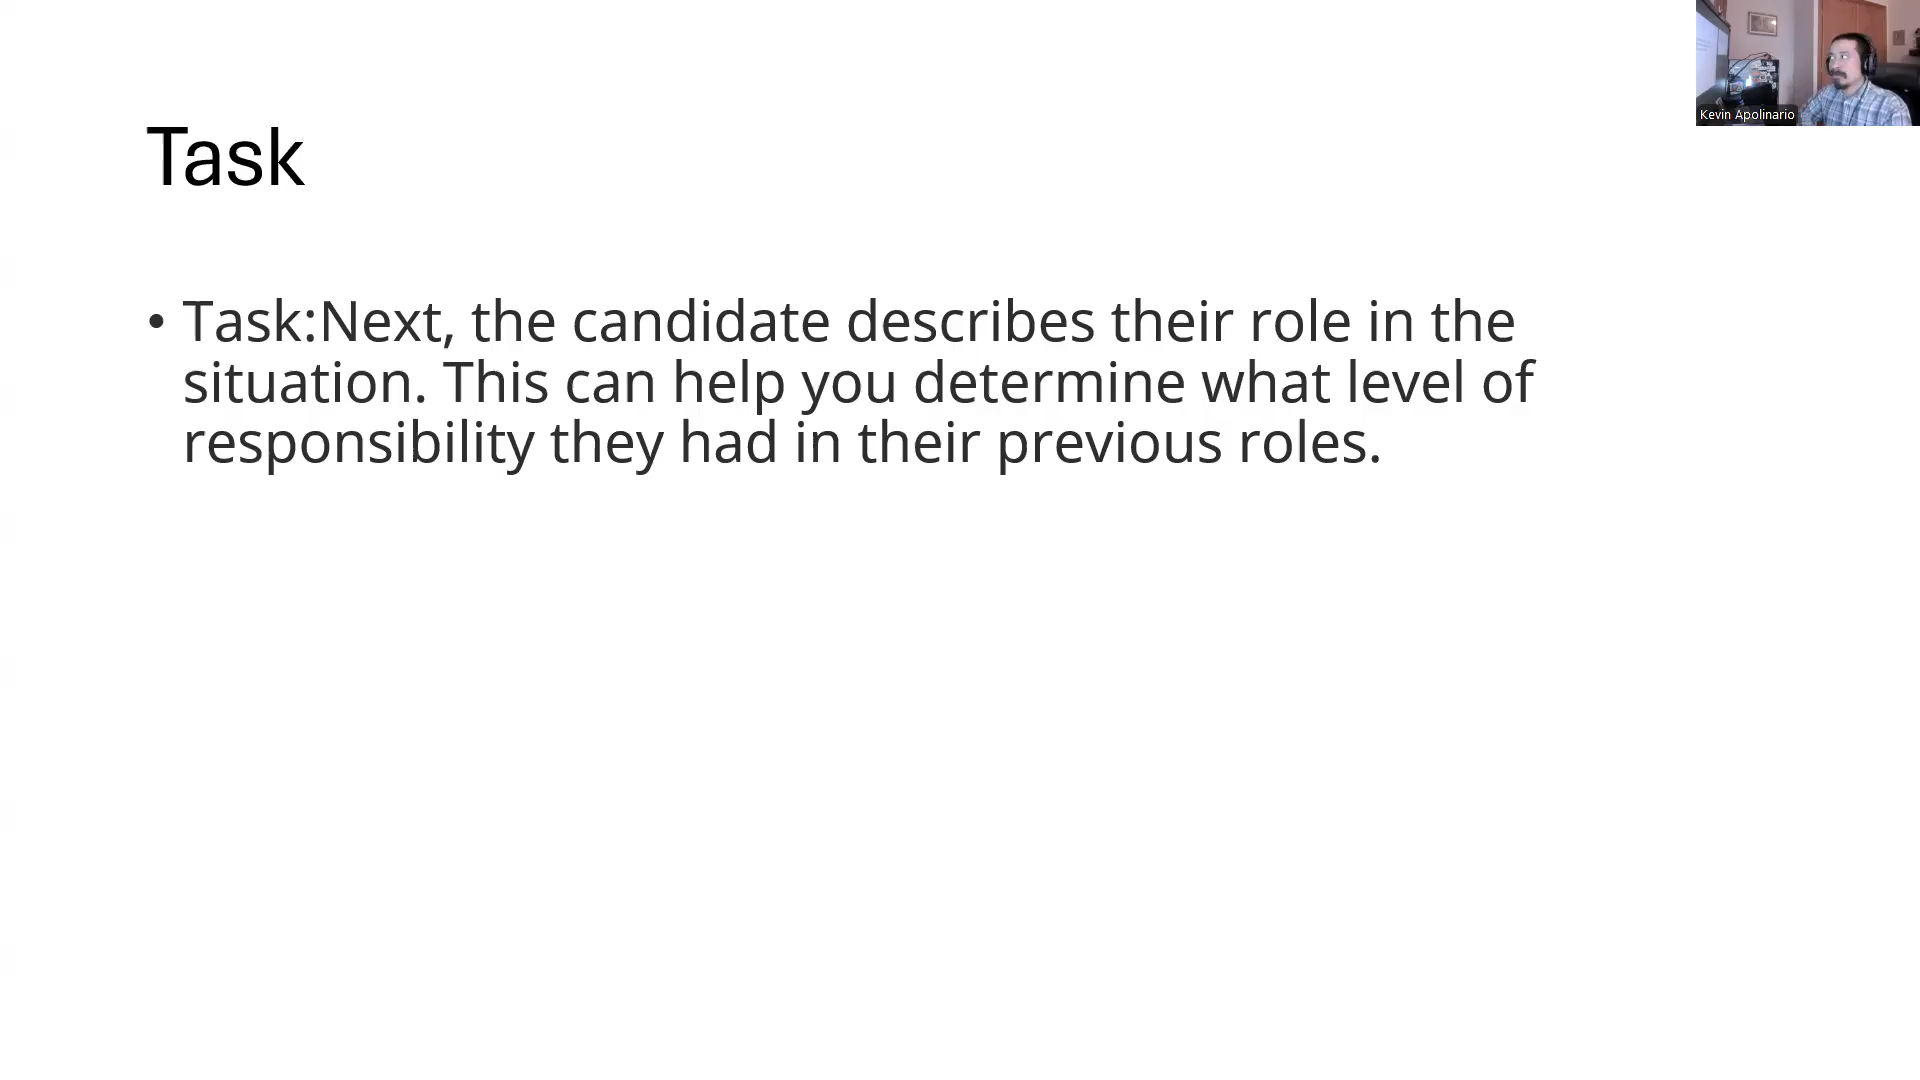 Task
• Task:Next, the candidate describes their role in the
situation. This can help you determine what level of
responsibility they had in their previous roles.
Kevin Apolinario